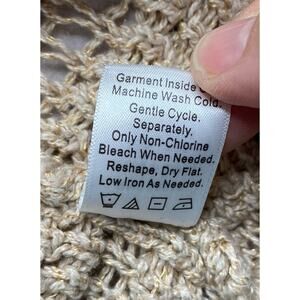 Garment Inside
Machine Wash Cold.
Gentle Cycle.
Separately.
Only Non-Chlorine
Bleach When Needed.
Reshape, Dry Flat.
Low Iron As Needed.